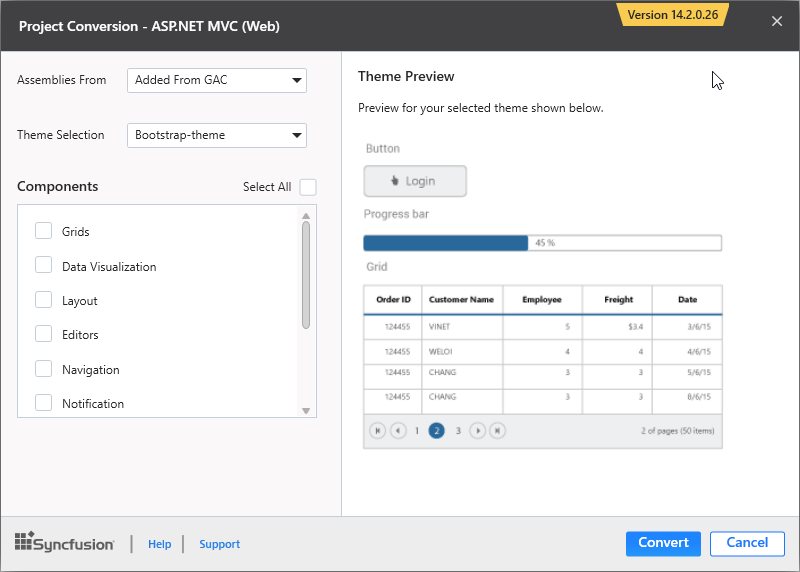 Project Conversion - ASP.NET MVC (Web)
Version 14.2.0.26
Assemblies From
Added From GAC
Theme Selection
Bootstrap-theme
Components
Select All
Grids
Data Visualization
Layout
Editors
Navigation
Notification
Theme Preview
Preview for your selected theme shown below.
Button
Login
Progress bar
45 %
Grid
Order ID Customer Name Employee Freight Date
124455 VINET 5 $3.4 3/6/15
124455 WELOI 4 4 4/6/15
124455 CHANG 3 3 5/6/15
124455 CHANG 3 3 8/6/15
1 2 3 2 of pages (50 items)
Syncfusion | Help | Support
Convert Cancel